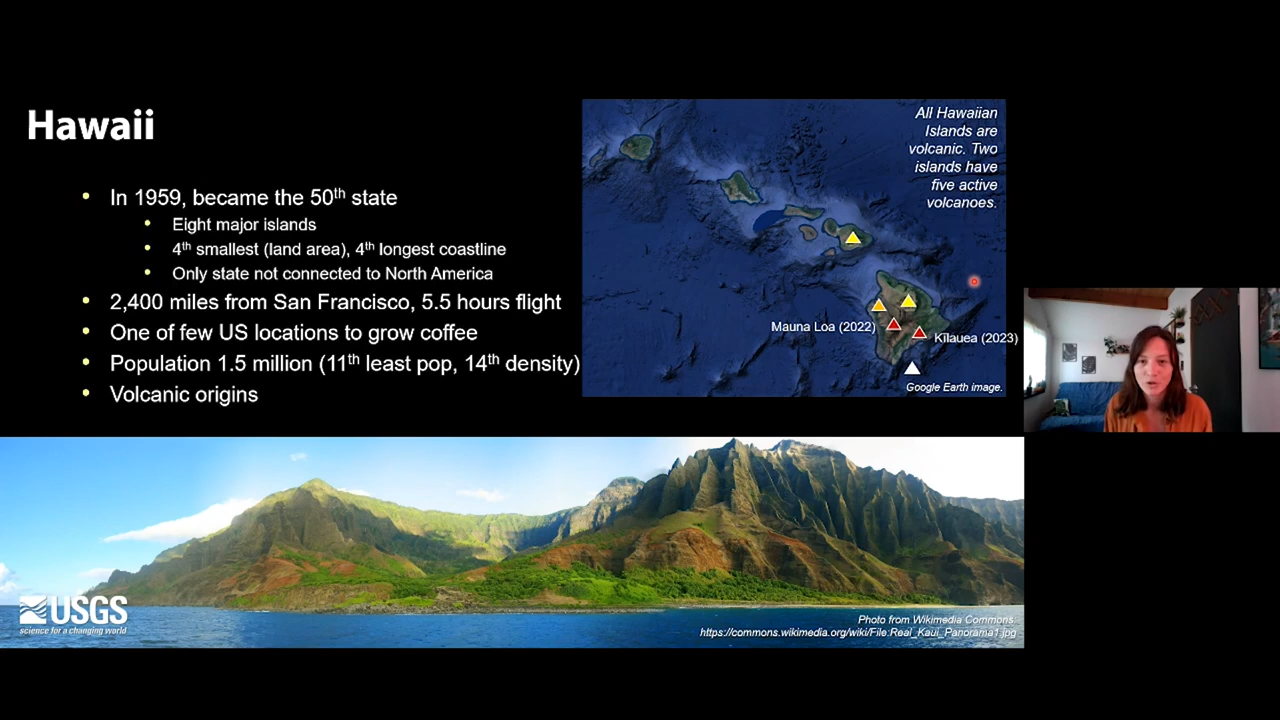 Hawaii
In 1959, became the 50th state
Eight major islands
4th smallest (land area), 4th longest coastline
Only state not connected to North America
2,400 miles from San Francisco, 5.5 hours flight
One of few US locations to grow coffee
Population 1.5 million (11th least pop, 14th density)
Volcanic origins
All Hawaiian
Islands are
volcanic. Two
islands have
five active
volcanoes.
Mauna Loa (2022)
Kīlauea (2023)
Google Earth image.
USGS
science for a changing world
Photo from Wikimedia Commons:
https://commons.wikimedia.org/wiki/File:Real_Kaui_Panorama1.jpg